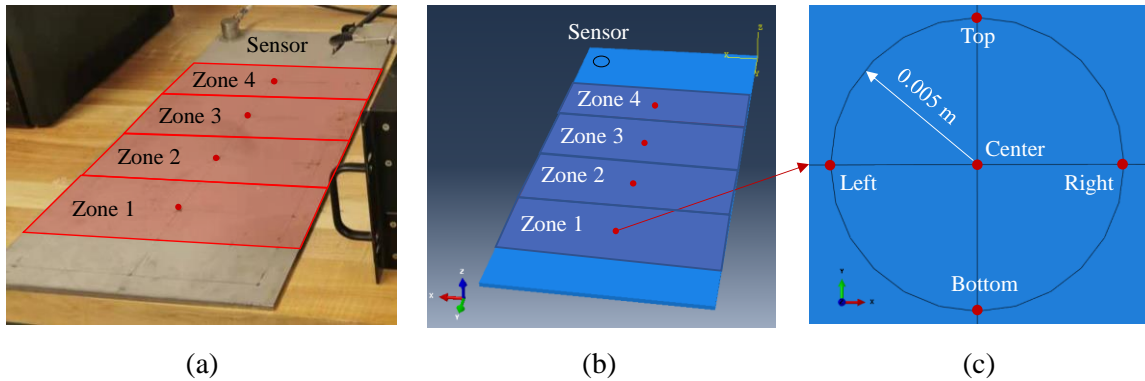 Sensor
Zone 4
Zone 3
Zone 2
Zone 1
(a)
Sensor
Zone 4
Zone 3
Zone 2
Zone 1
Z
X
Y
Z
X
Y
(b)
Top
0.005 m
Center
Left
Right
Bottom
Y
X
(c)